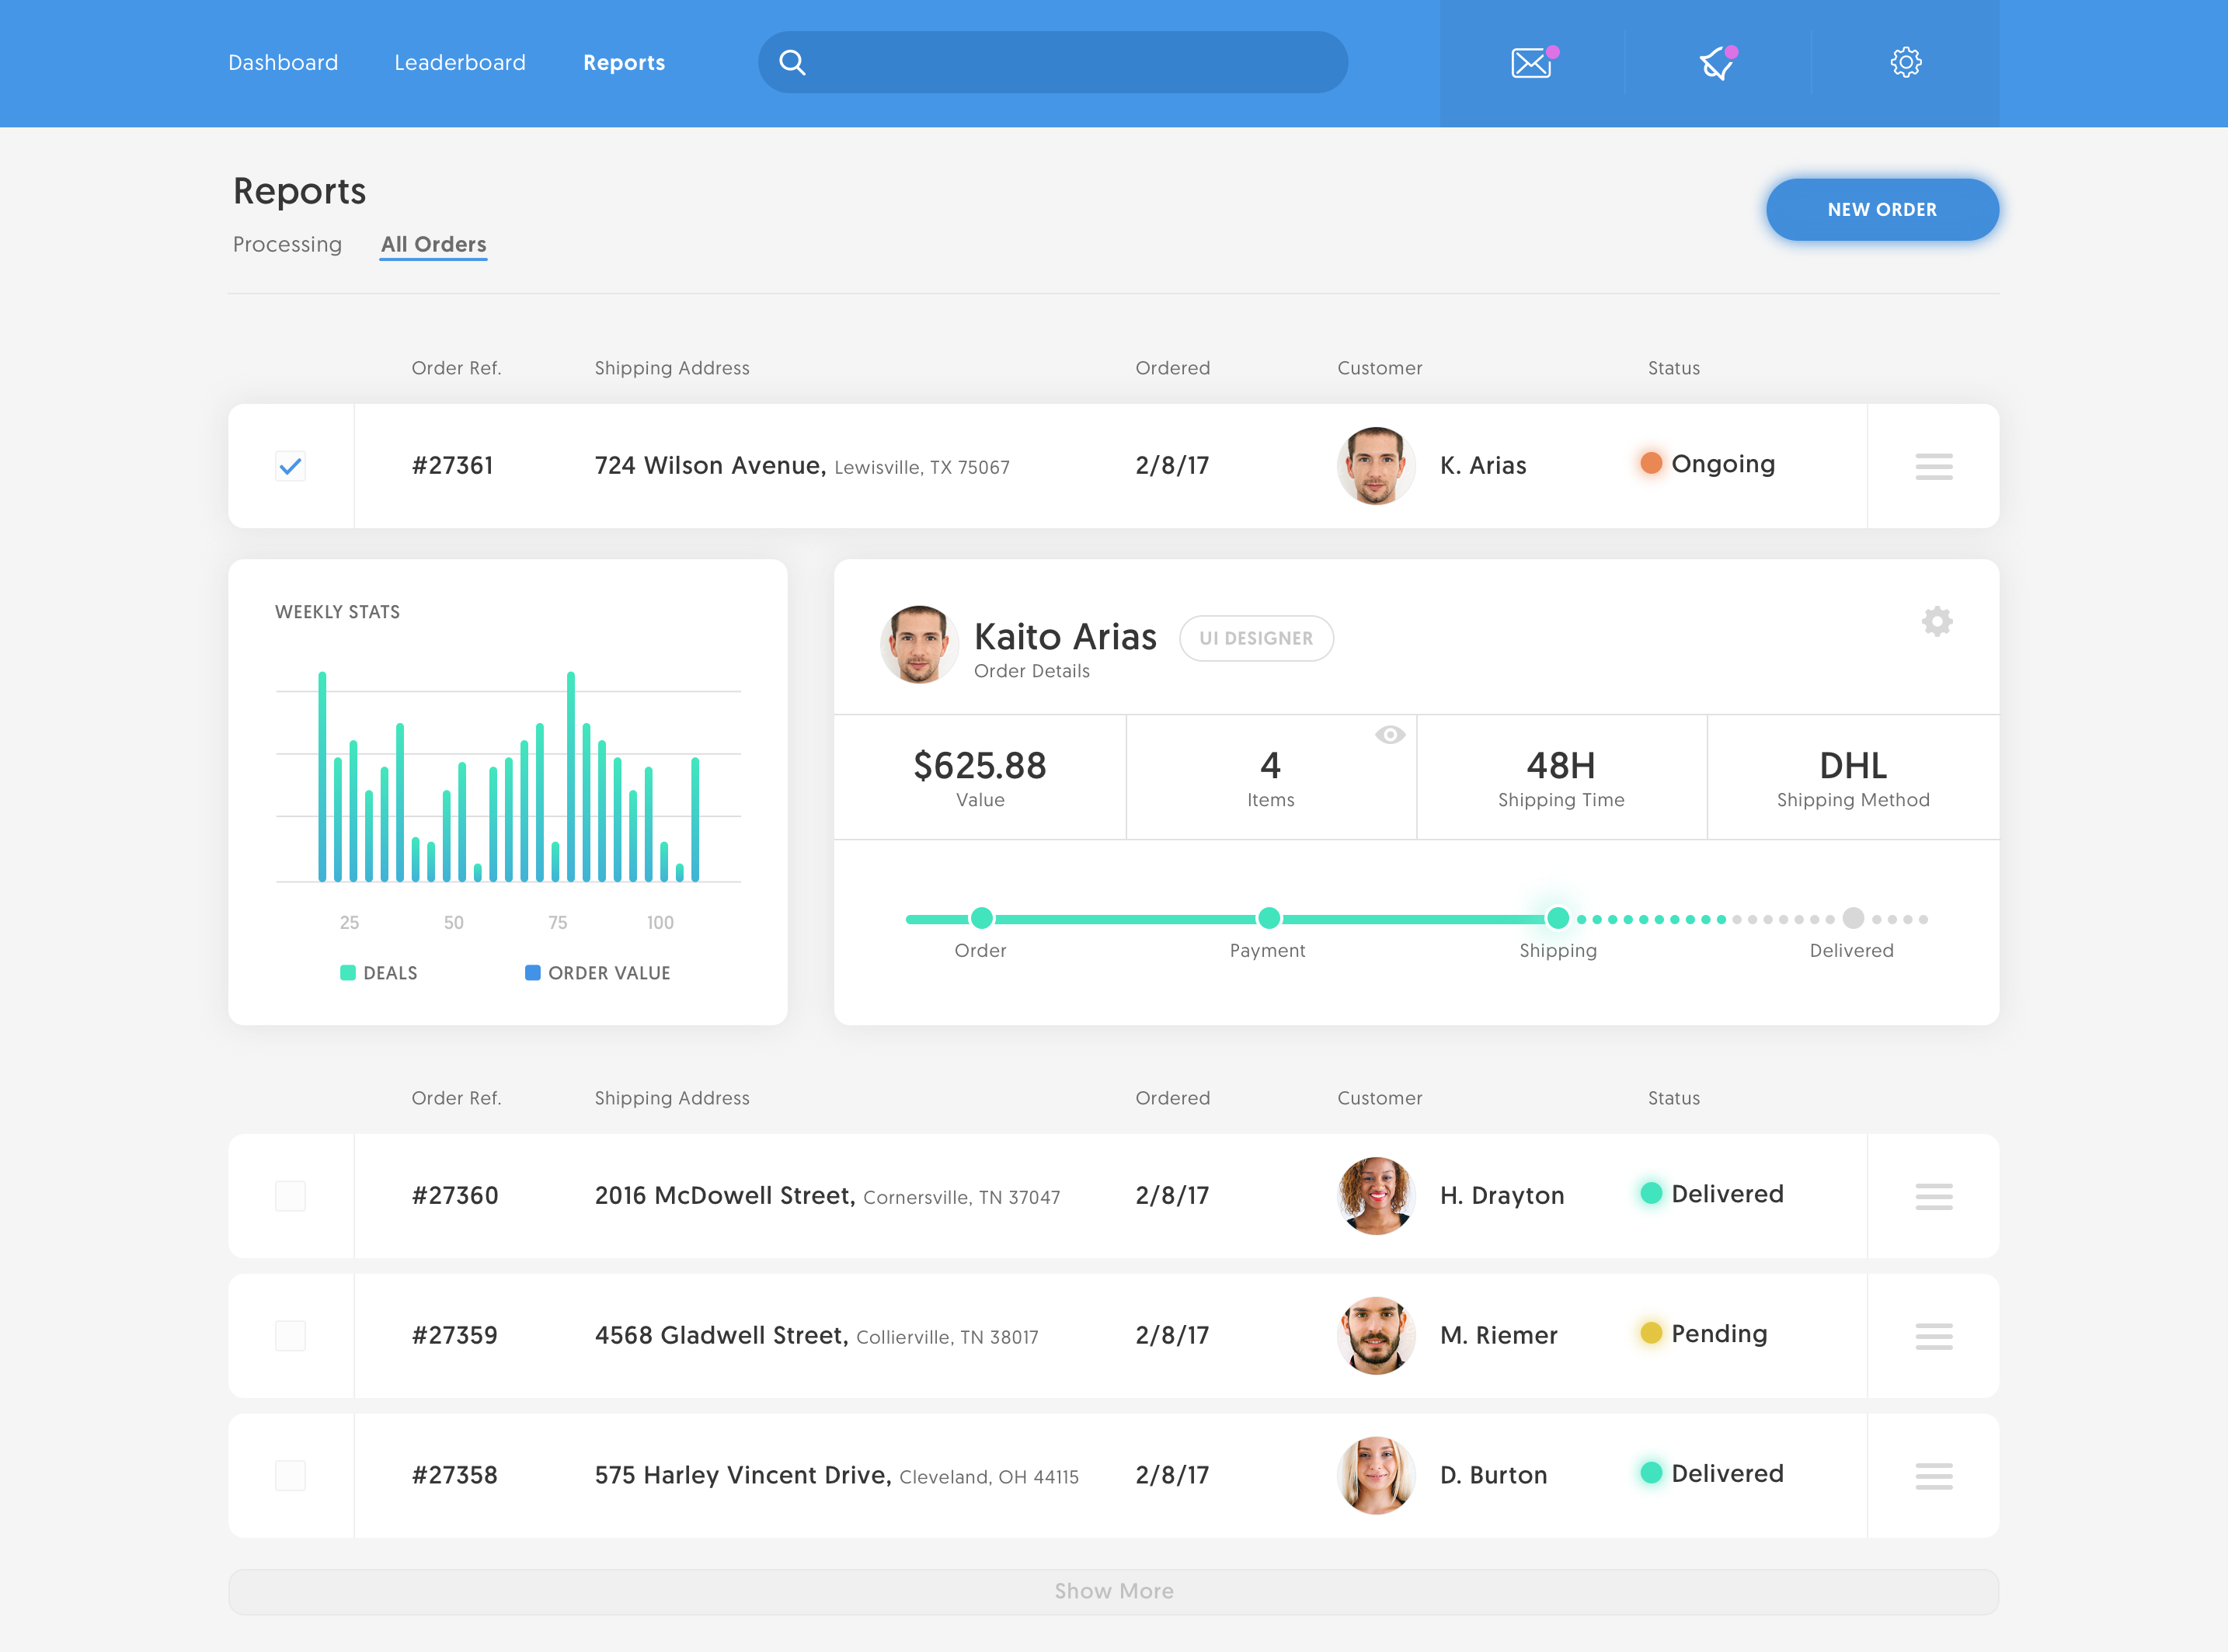 Dashboard Leaderboard Reports
Reports
NEW ORDER
Processing All Orders
Order Ref. Shipping Address Ordered Customer Status
#27361 724 Wilson Avenue, Lewisville, TX 75067 2/8/17 K. Arias Ongoing
WEEKLY STATS
25 50 75 100
DEALS ORDER VALUE
Kaito Arias UI DESIGNER
Order Details
$625.88 4 48H DHL
Value Items Shipping Time Shipping Method
Order Payment Shipping Delivered
Order Ref. Shipping Address Ordered Customer Status
#27360 2016 McDowell Street, Cornersville, TN 37047 2/8/17 H. Drayton Delivered
#27359 4568 Gladwell Street, Collierville, TN 38017 2/8/17 M. Riemer Pending
#27358 575 Harley Vincent Drive, Cleveland, OH 44115 2/8/17 D. Burton Delivered
Show More